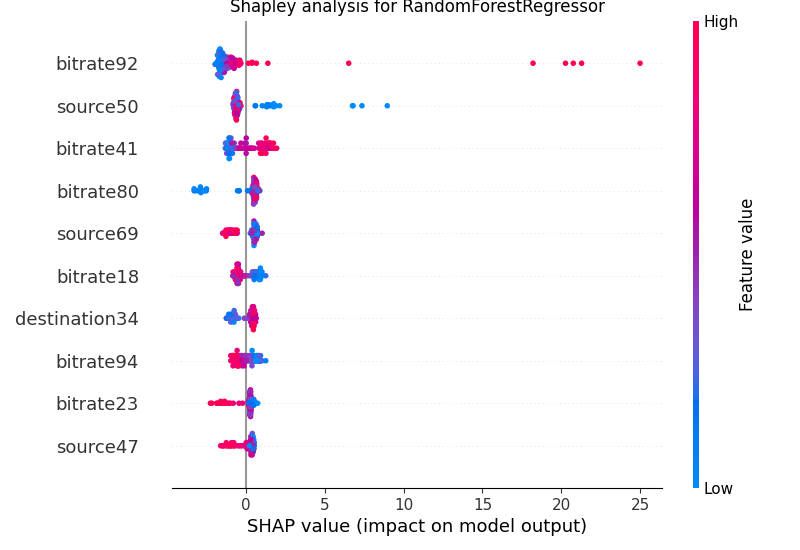 Shapley analysis for RandomForestRegressor
High
bitrate92
source50
bitrate41
bitrate80
source69
bitrate18
destination34
bitrate94
bitrate23
source47
Feature value
Low
0 5 10 15 20 25
SHAP value (impact on model output)